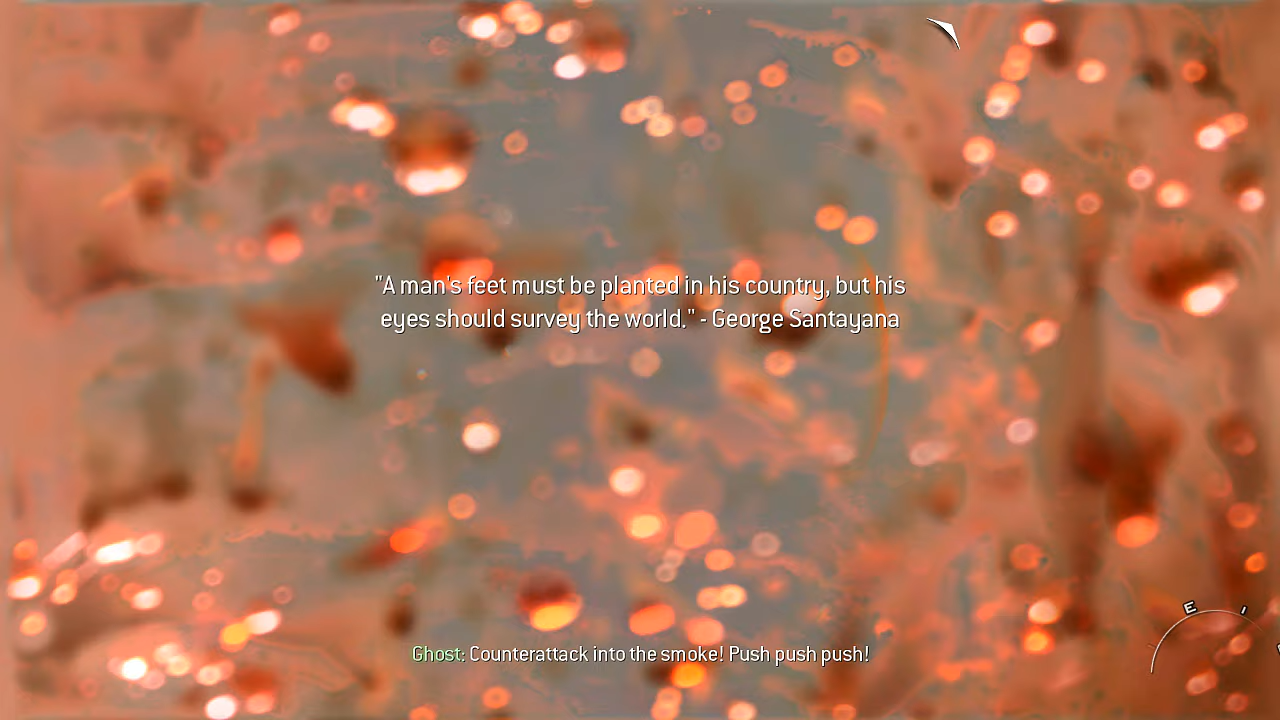 "A man's feet must be planted in his country, but his
eyes should survey the world." - George Santayana
Ghost: Counterattack into the smoke! Push push push!
E